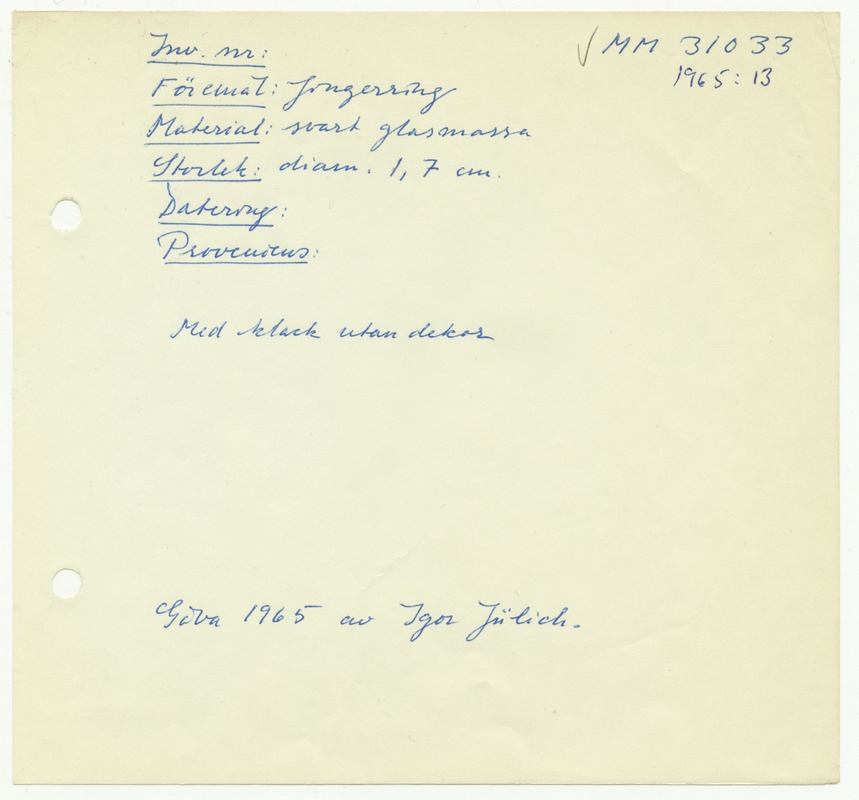 Inv. nr:
√ MM 31033
1965:13
Föremål: fingerring
Material: svart glasmassa
Storlek: diam. 1,7 cm.
Datering:
Proveniens:
Med klack utan dekor
Gåva 1965 av Igor Jülich.